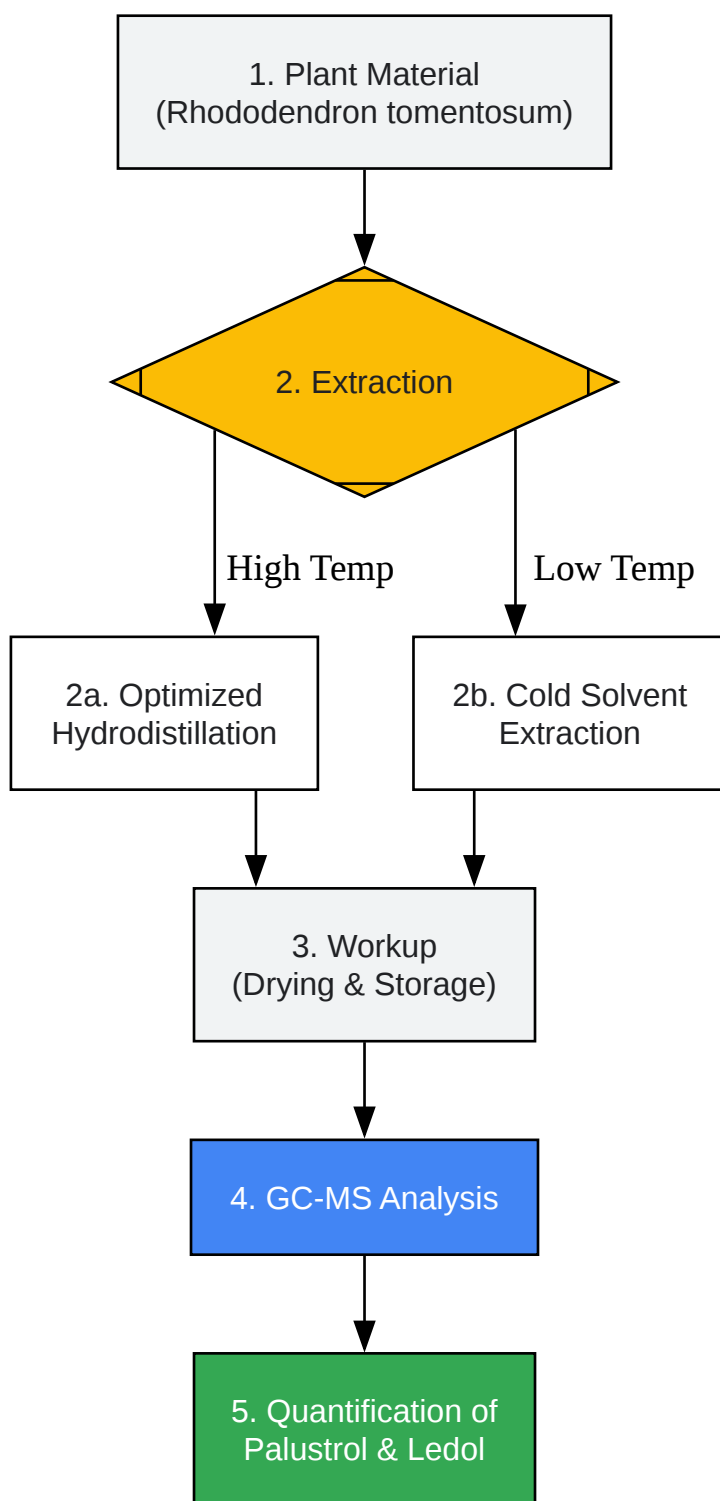 1. Plant Material
(Rhododendron tomentosum)
2. Extraction
High Temp
Low Temp
2a. Optimized
Hydrodistillation
2b. Cold Solvent
Extraction
3. Workup
(Drying & Storage)
4. GC-MS Analysis
5. Quantification of
Palustrol & Ledol